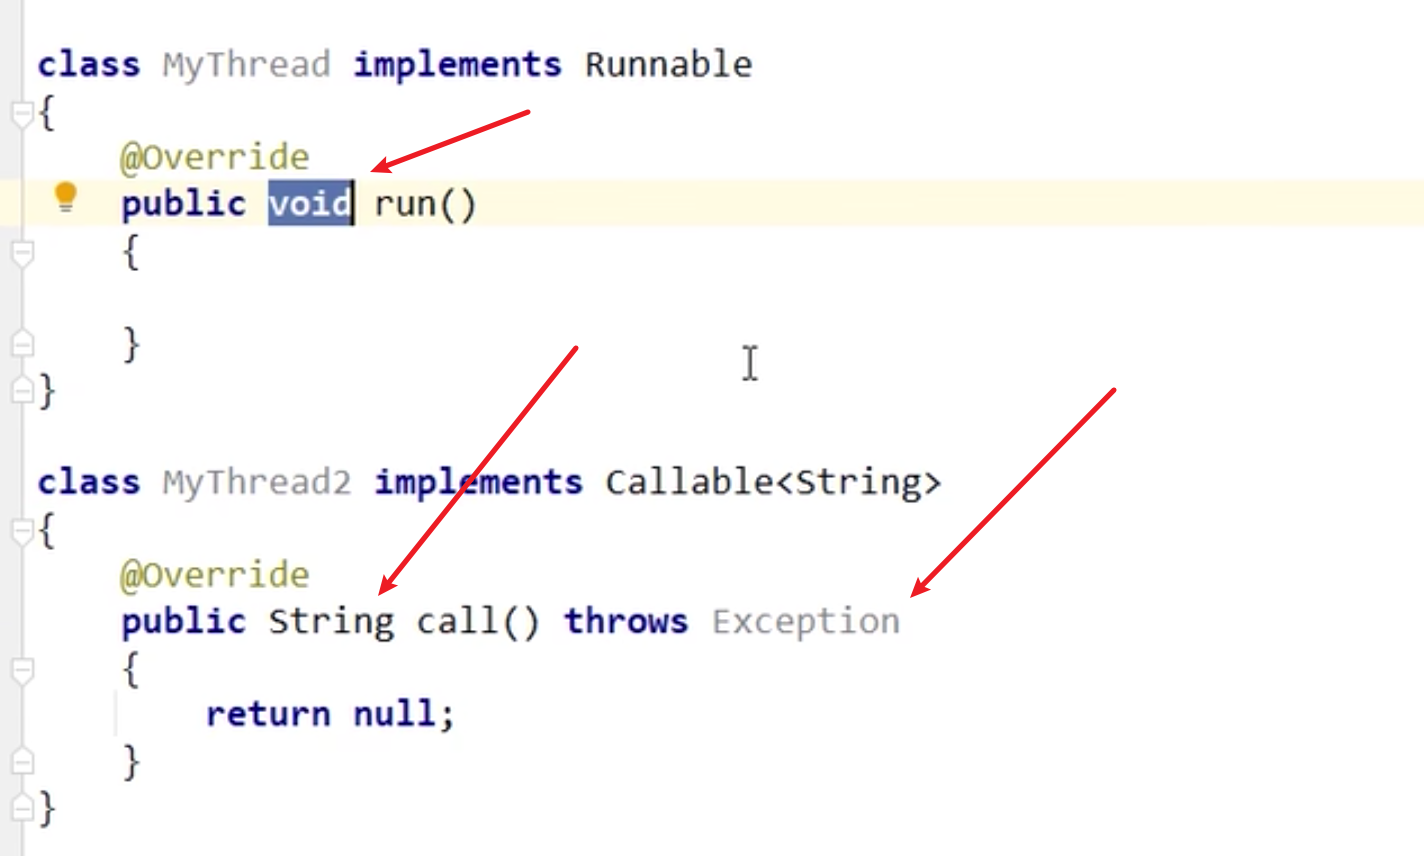 class MyThread implements Runnable
{
@Override
public void run()
{
}
}
class MyThread2 implements Callable<String>
{
@Override
public String call() throws Exception
{
return null;
}
}